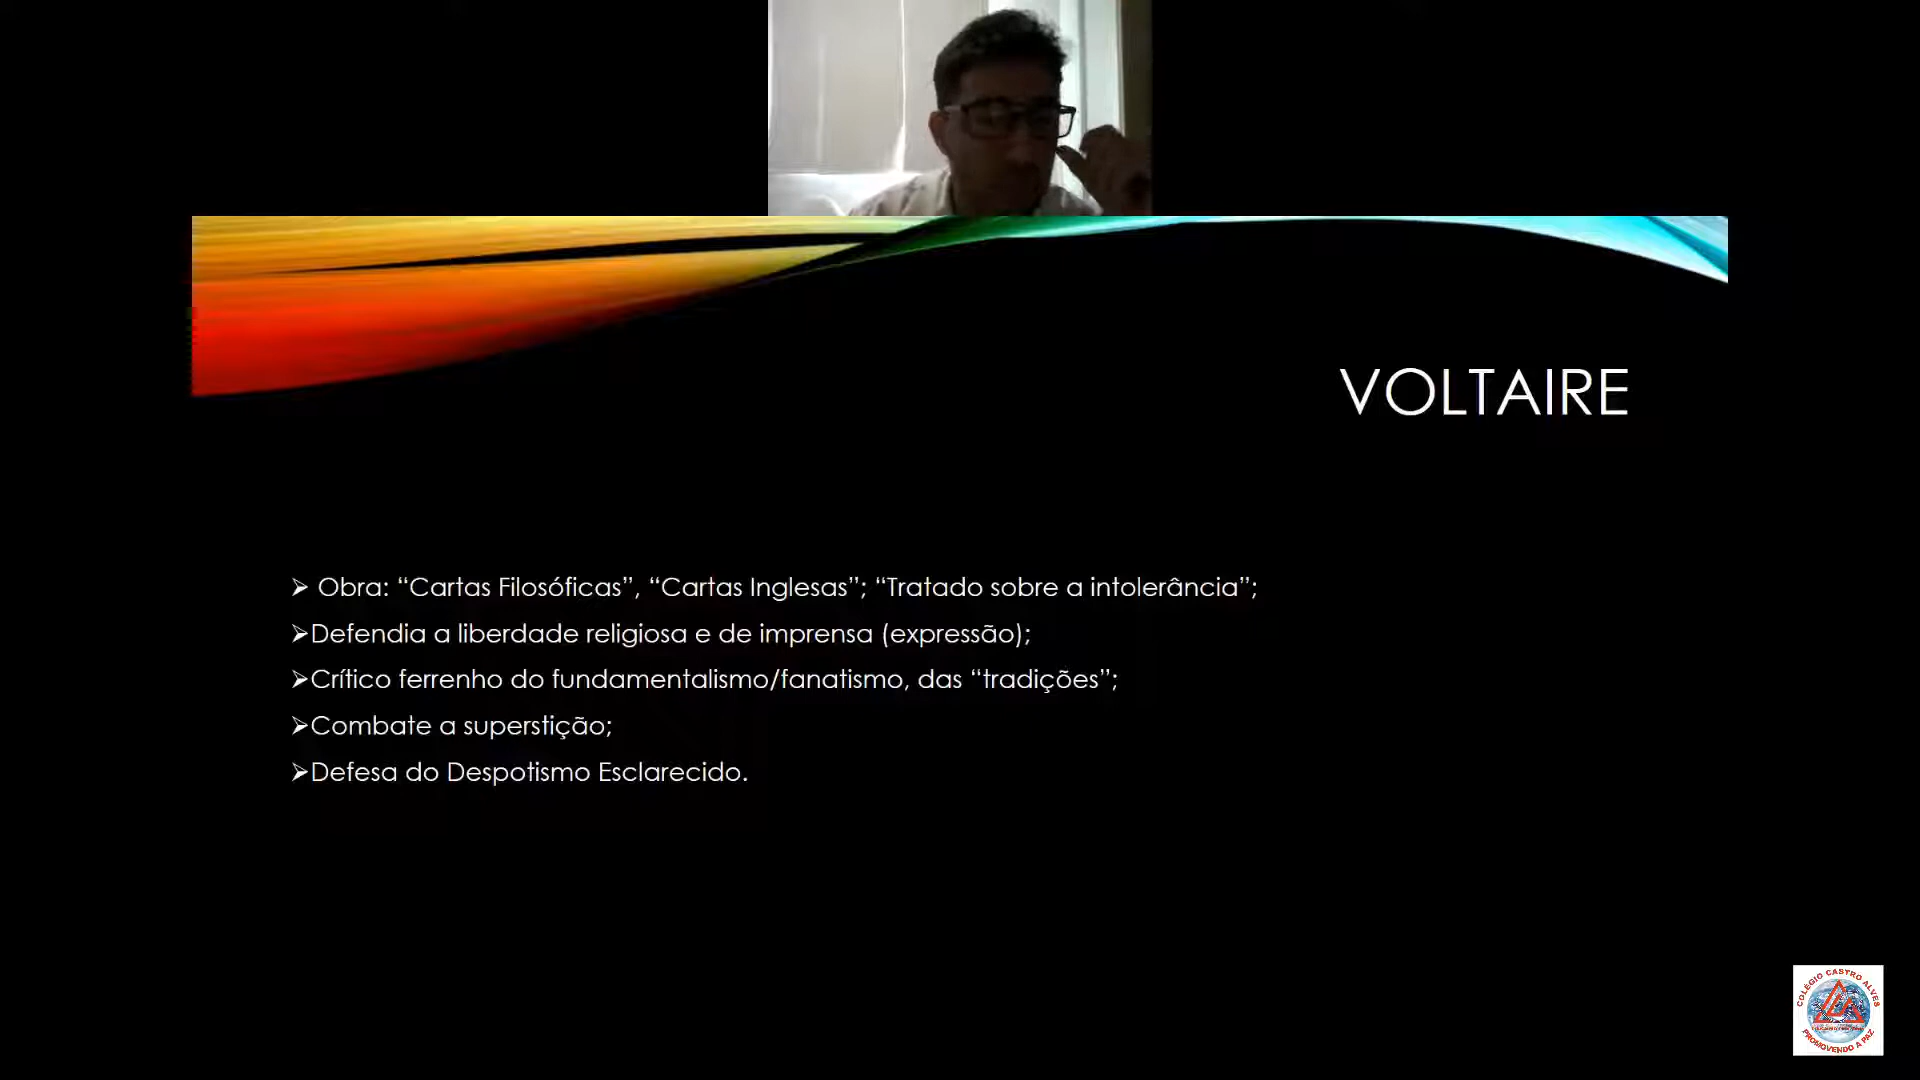 VOLTAIRE
➢ Obra: “Cartas Filosóficas”, “Cartas Inglesas”; “Tratado sobre a intolerância”;
➢Defendia a liberdade religiosa e de imprensa (expressão);
➢Crítico ferrenho do fundamentalismo/fanatismo, das “tradições”;
➢Combate a superstição;
➢Defesa do Despotismo Esclarecido.
COLÉGIO CASTRO ALVES
PROMOVENDO A PAZ